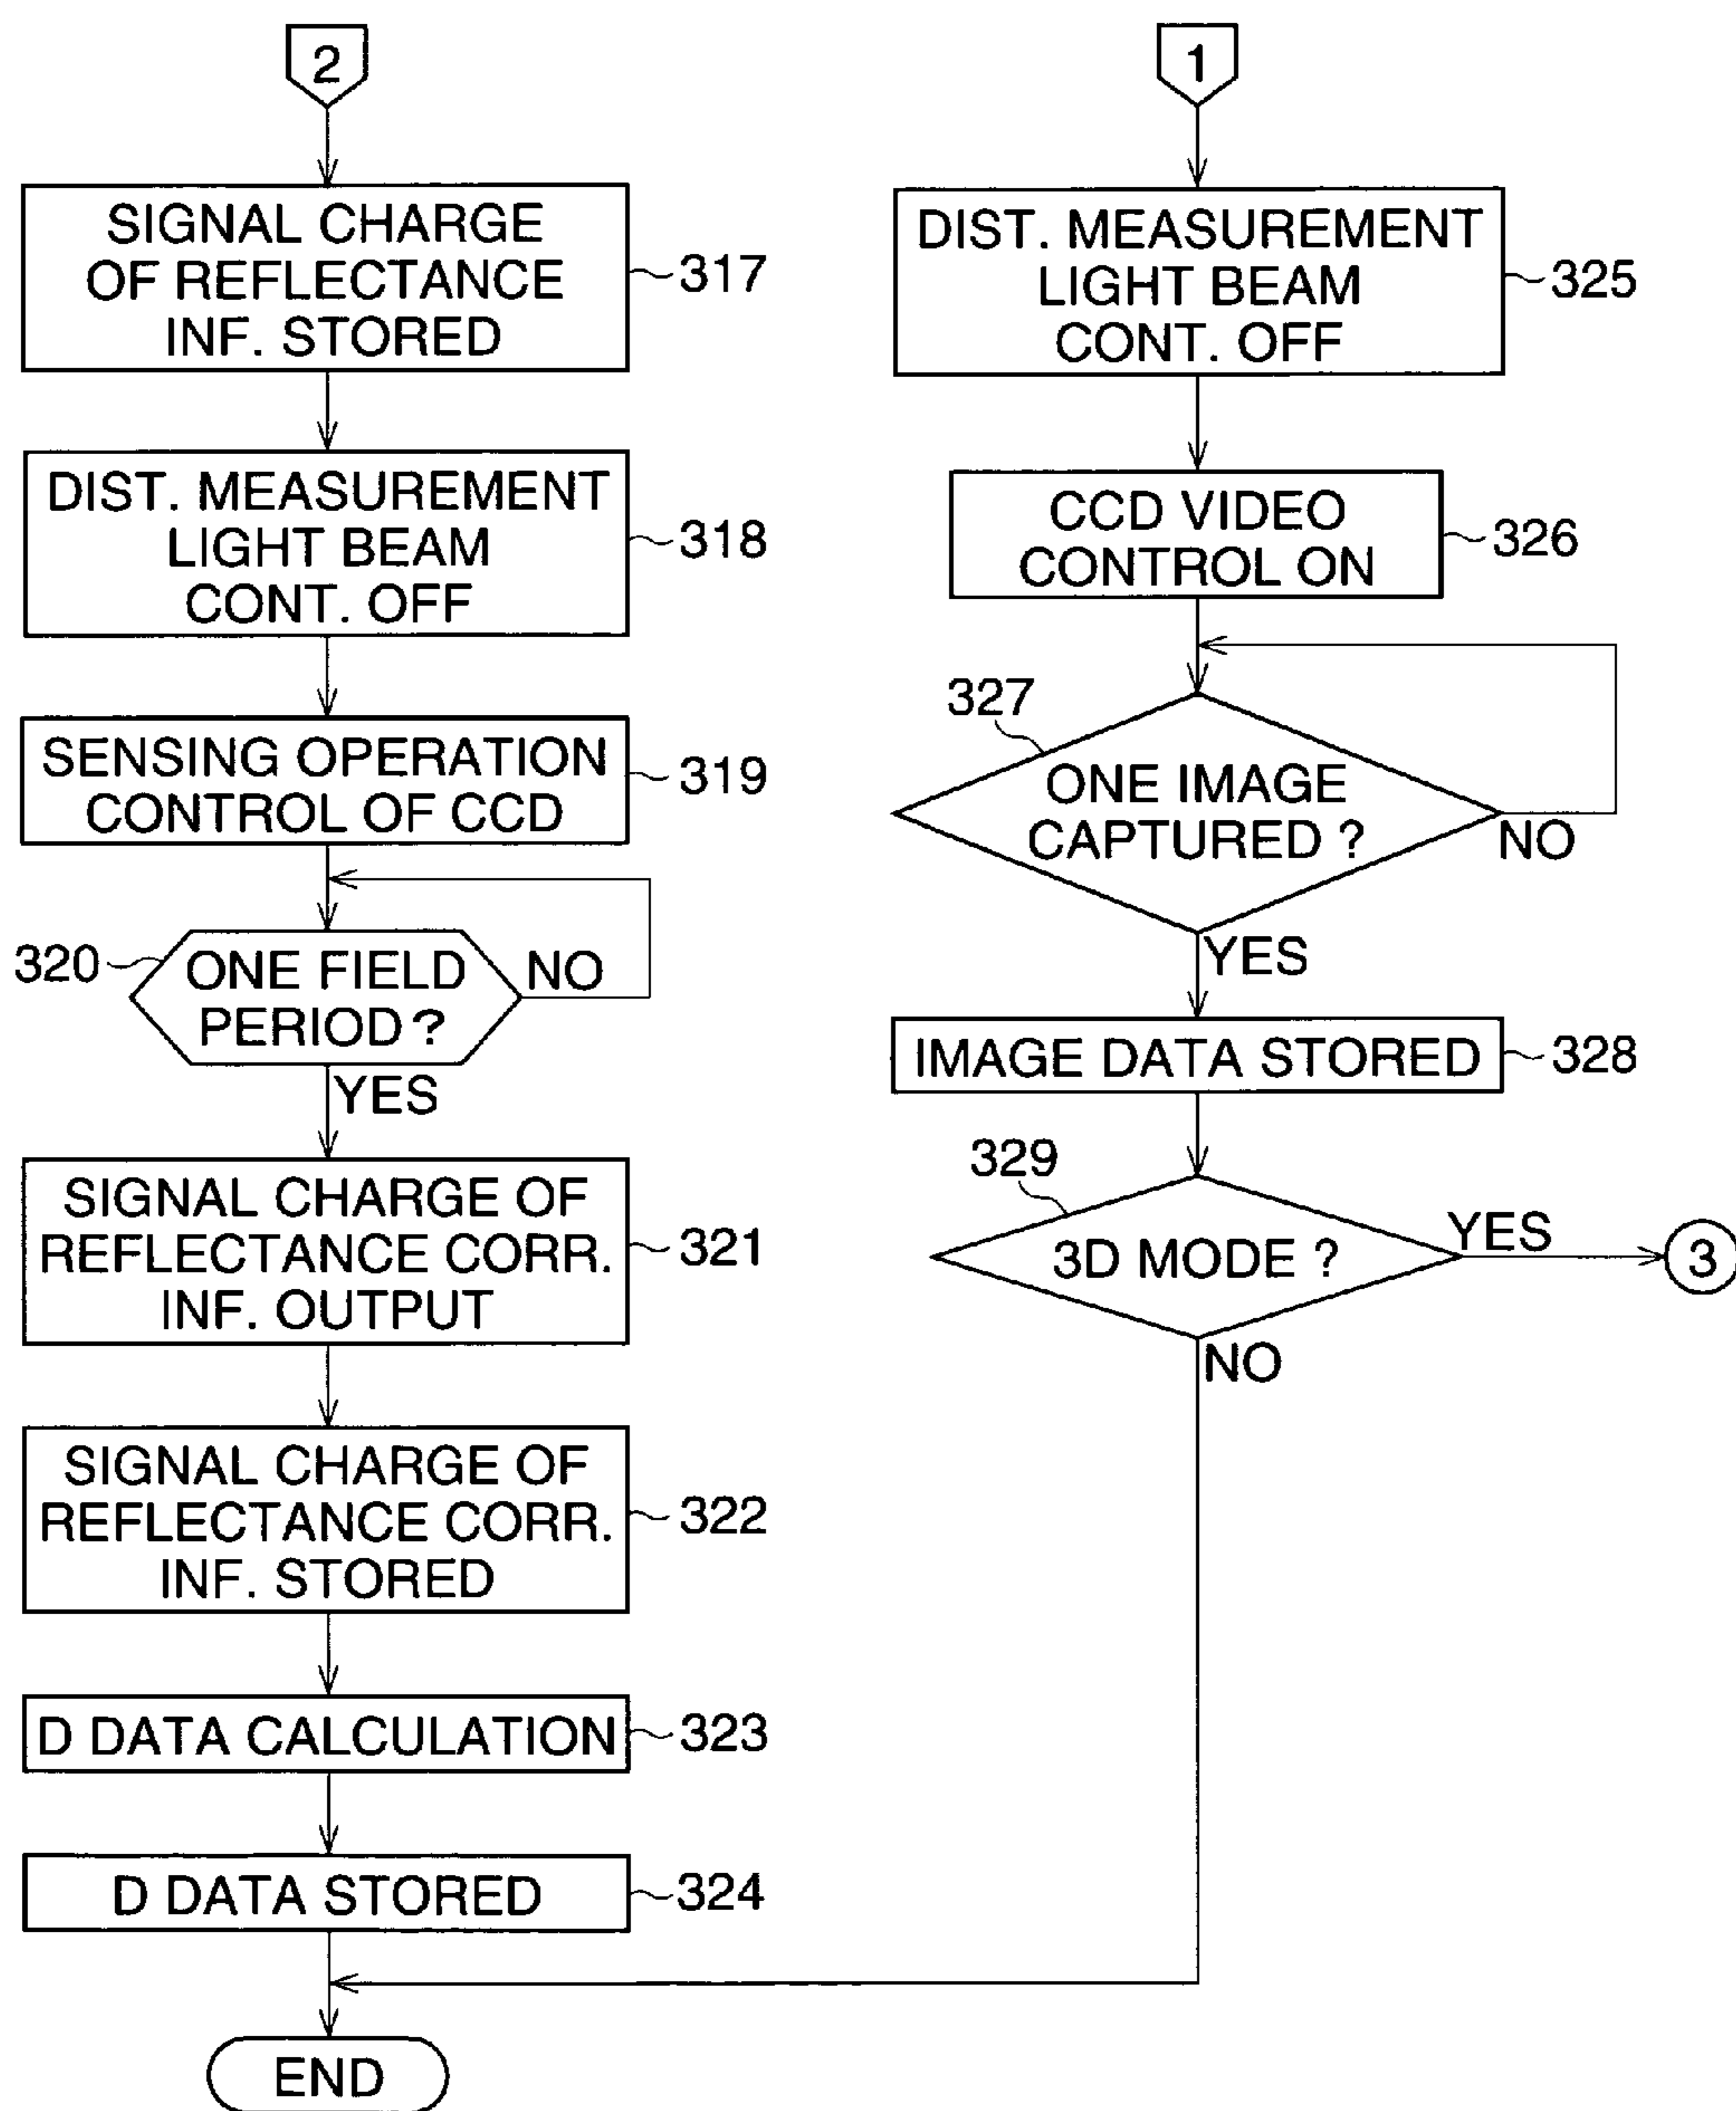 2
SIGNAL CHARGE
OF REFLECTANCE
INF. STORED
317
DIST. MEASUREMENT
LIGHT BEAM
CONT. OFF
318
SENSING OPERATION
CONTROL OF CCD
319
320
ONE FIELD
PERIOD ?
NO
YES
SIGNAL CHARGE OF
REFLECTANCE CORR.
INF. OUTPUT
321
SIGNAL CHARGE OF
REFLECTANCE CORR.
INF. STORED
322
D DATA CALCULATION
323
D DATA STORED
324
END
1
DIST. MEASUREMENT
LIGHT BEAM
CONT. OFF
325
CCD VIDEO
CONTROL ON
326
327
ONE IMAGE
CAPTURED ?
NO
YES
IMAGE DATA STORED
328
329
3D MODE ?
YES
3
NO